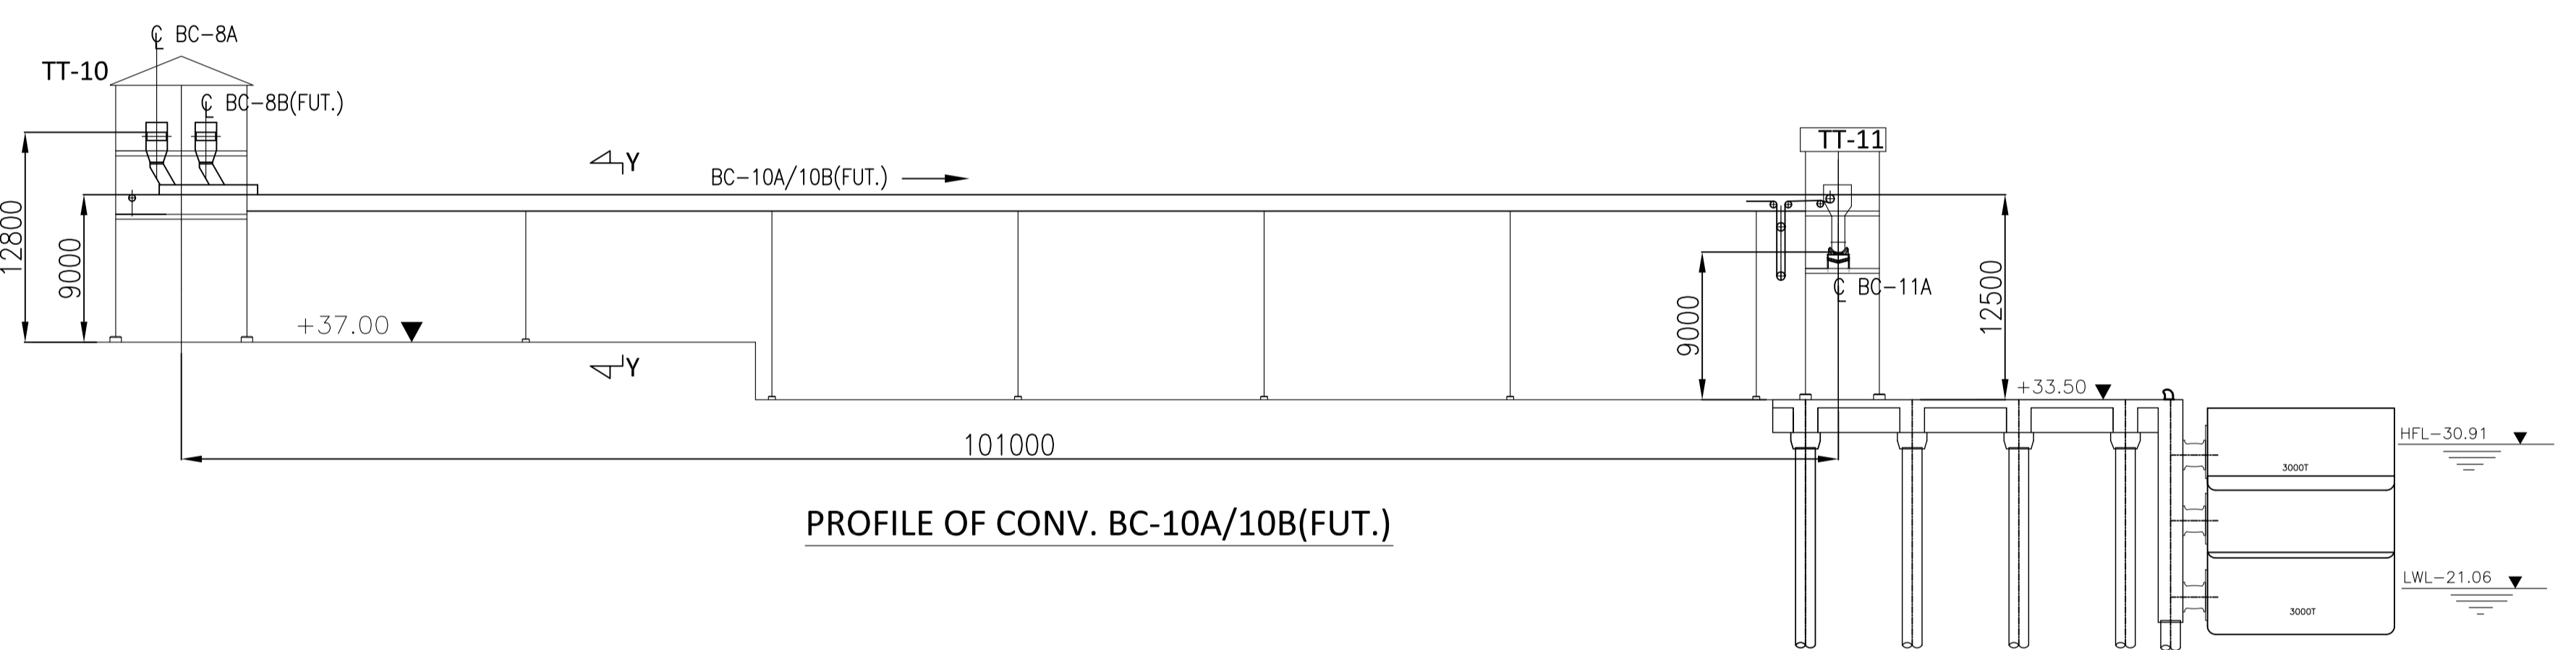 ℄ BC-8A
TT-10
℄ BC-8B(FUT.)
TT-11
Y
BC-10A/10B(FUT.)
12800
9000
℄ BC-11A
12500
9000
+37.00
Y
+33.50
101000
HFL-30.91
3000T
PROFILE OF CONV. BC-10A/10B(FUT.)
LWL-21.06
3000T